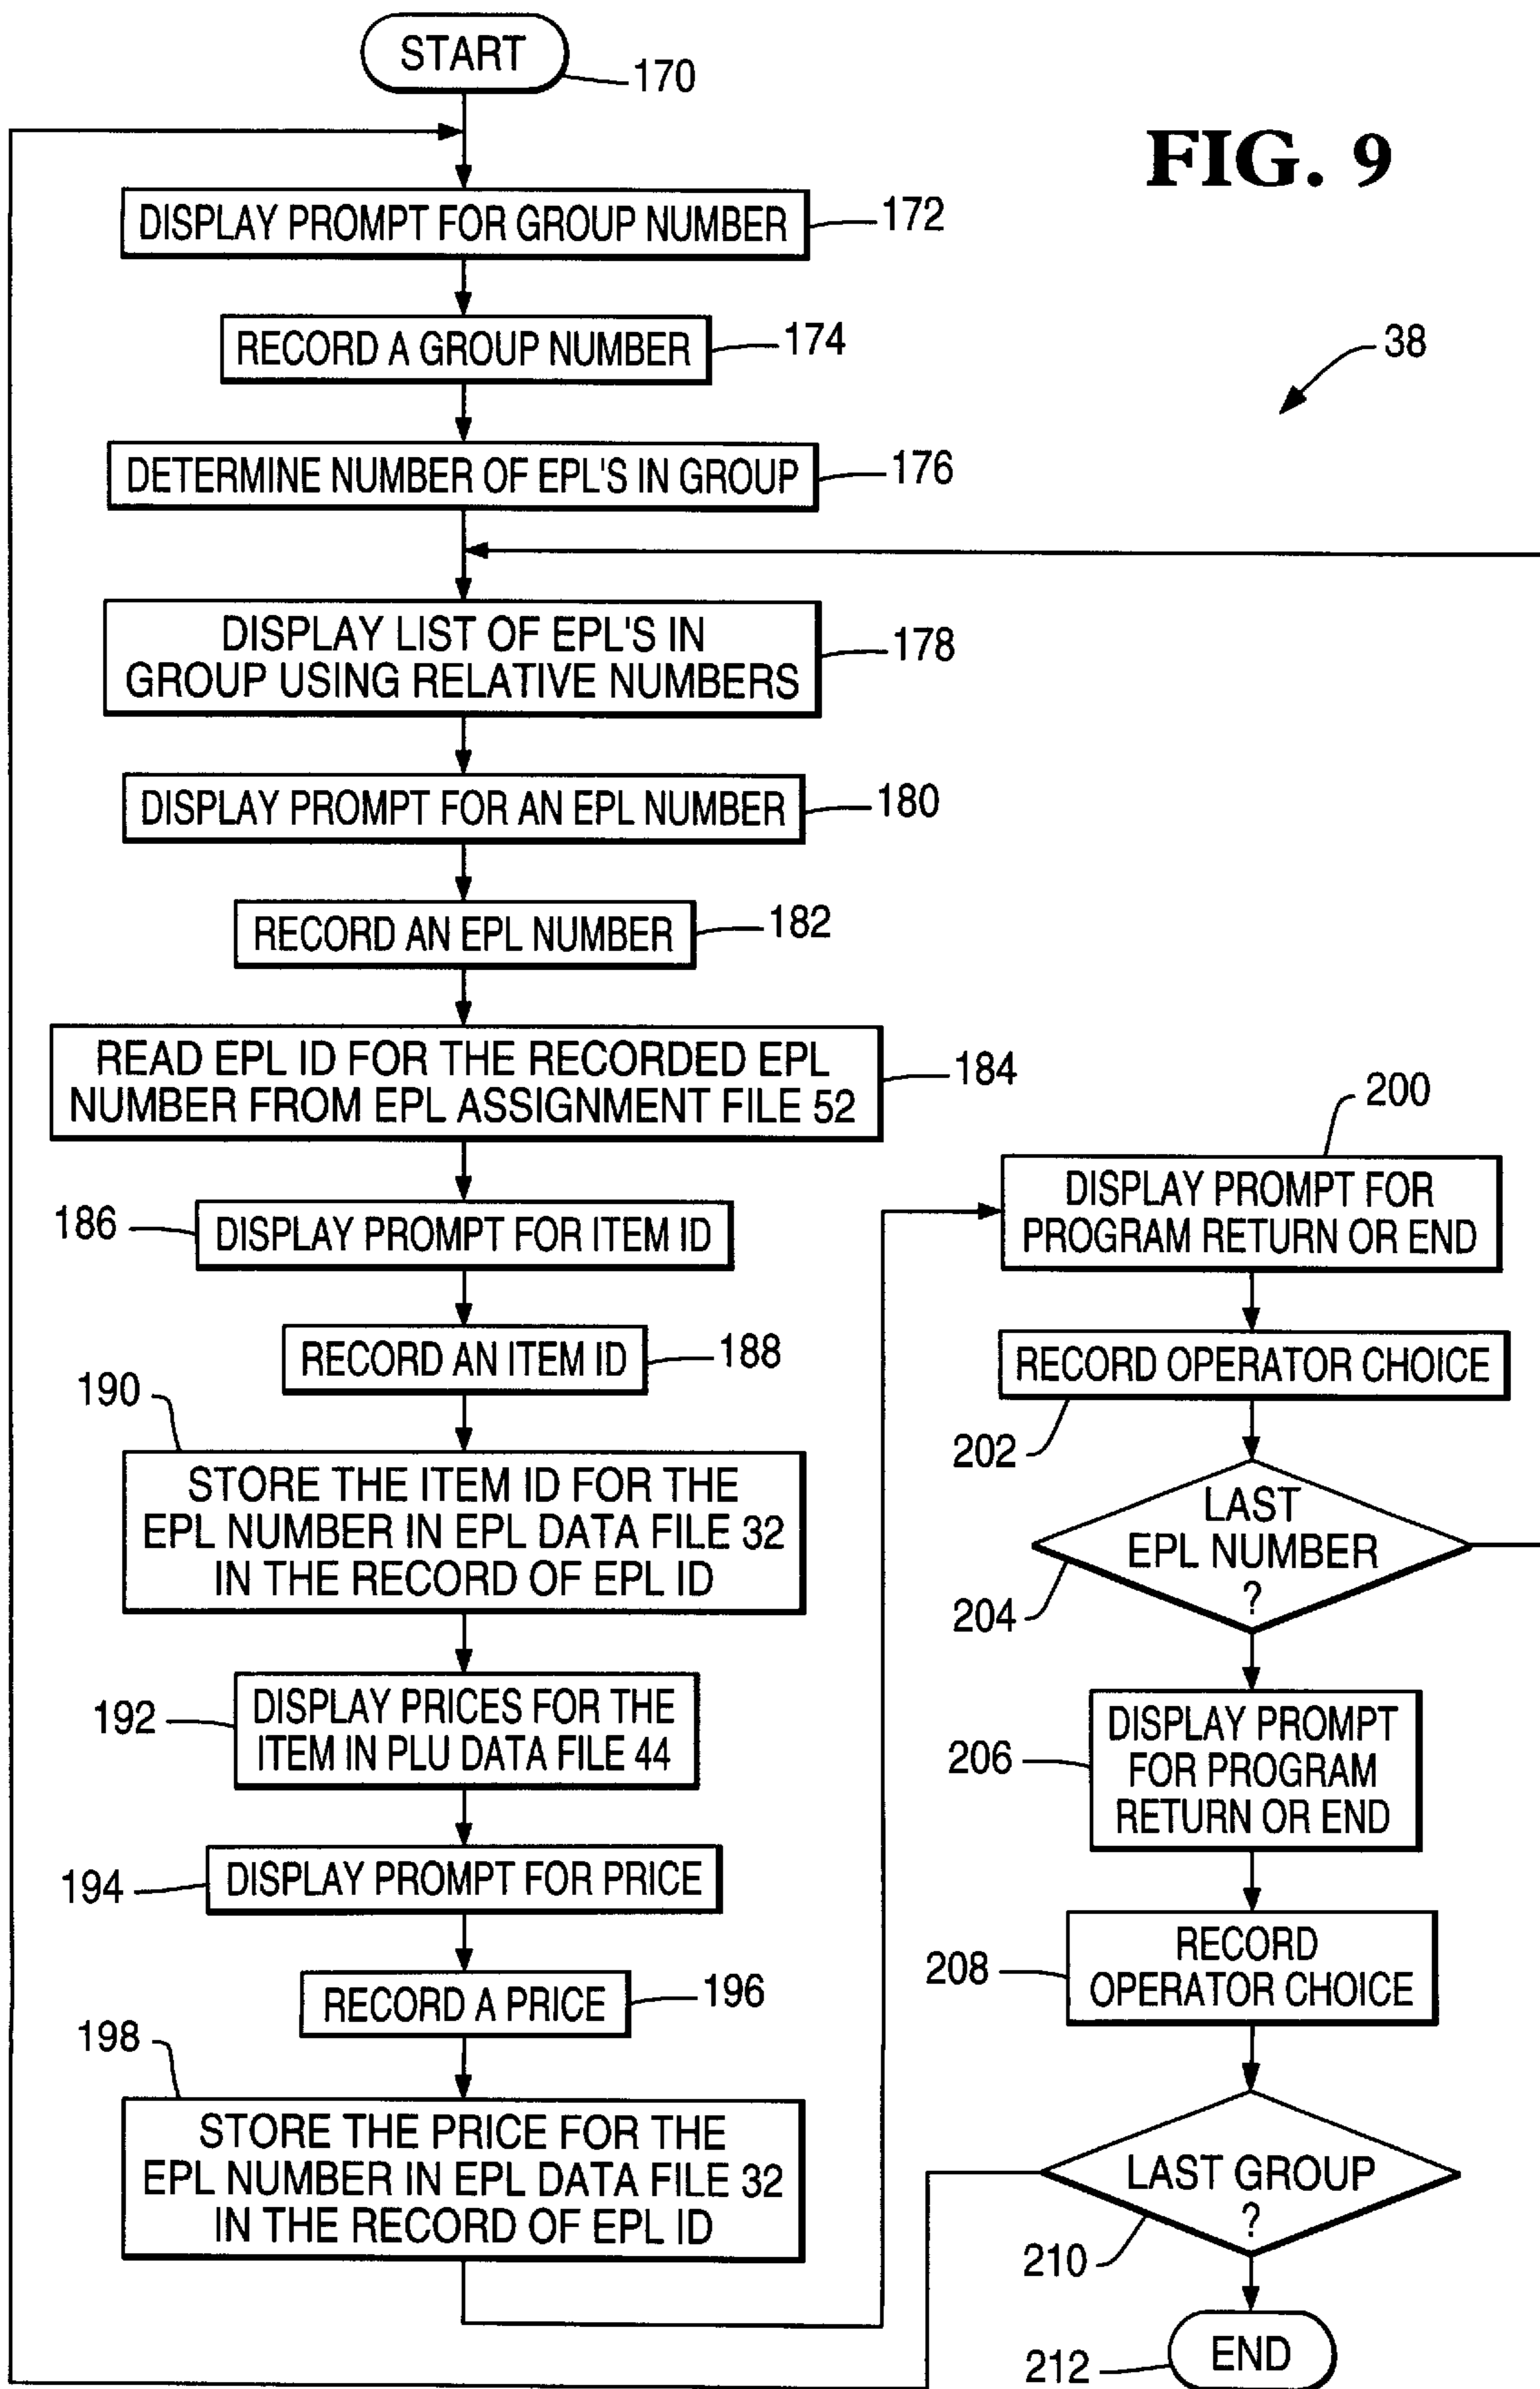 START
170
FIG. 9
DISPLAY PROMPT FOR GROUP NUMBER
172
RECORD A GROUP NUMBER
174
38
DETERMINE NUMBER OF EPL'S IN GROUP
176
DISPLAY LIST OF EPL'S IN
GROUP USING RELATIVE NUMBERS
178
DISPLAY PROMPT FOR AN EPL NUMBER
180
RECORD AN EPL NUMBER
182
READ EPL ID FOR THE RECORDED EPL
NUMBER FROM EPL ASSIGNMENT FILE 52
184
186
DISPLAY PROMPT FOR ITEM ID
RECORD AN ITEM ID
188
190
STORE THE ITEM ID FOR THE
EPL NUMBER IN EPL DATA FILE 32
IN THE RECORD OF EPL ID
192
DISPLAY PRICES FOR THE
ITEM IN PLU DATA FILE 44
194
DISPLAY PROMPT FOR PRICE
RECORD A PRICE
196
198
STORE THE PRICE FOR THE
EPL NUMBER IN EPL DATA FILE 32
IN THE RECORD OF EPL ID
200
DISPLAY PROMPT FOR
PROGRAM RETURN OR END
RECORD OPERATOR CHOICE
202
LAST
EPL NUMBER
?
204
206
DISPLAY PROMPT
FOR PROGRAM
RETURN OR END
208
RECORD
OPERATOR CHOICE
LAST GROUP
?
210
END
212